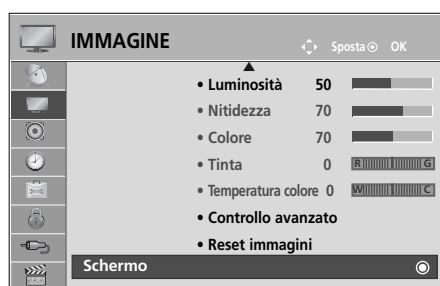 IMMAGINE Sposta OK
• Luminosità 50
• Nitidezza 70
• Colore 70
• Tinta 0 R G
• Temperatura colore 0 W C
• Controllo avanzato
• Reset immagini
Schermo